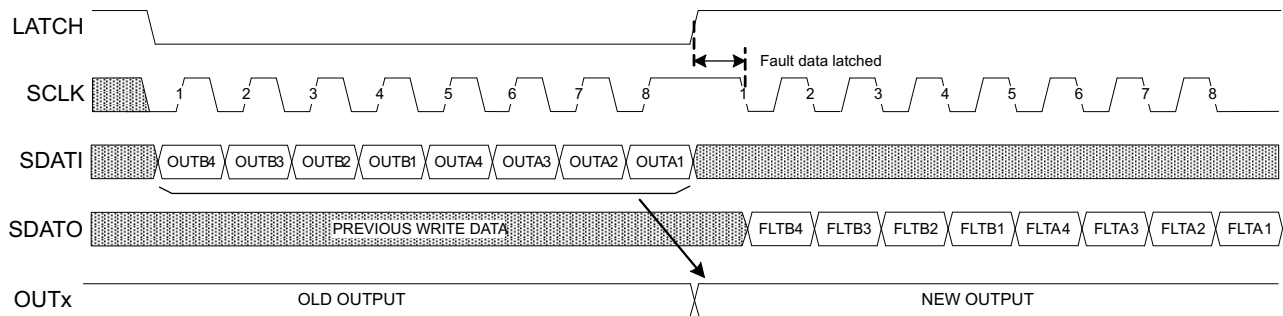 LATCH
Fault data latched
SCLK 1 2 3 4 5 6 7 8 1 2 3 4 5 6 7 8
SDATI OUTB4 OUTB3 OUTB2 OUTB1 OUTA4 OUTA3 OUTA2 OUTA1
SDATO PREVIOUS WRITE DATA FLTB4 FLTB3 FLTB2 FLTB1 FLTA4 FLTA3 FLTA2 FLTA1
OUTx OLD OUTPUT NEW OUTPUT